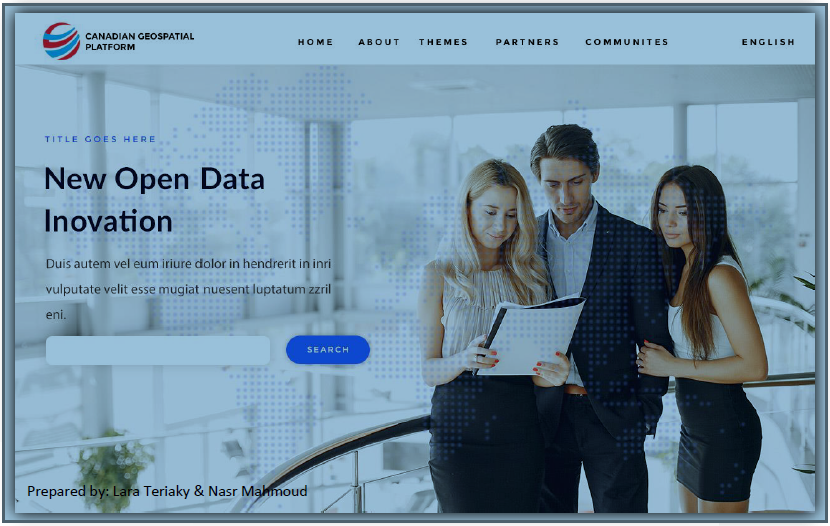 CANADIAN GEOSPATIAL
PLATFORM
HOME ABOUT THEMES PARTNERS COMMUNITES ENGLISH
TITLE GOES HERE
New Open Data
Inovation
Duis autem vel eum iriure dolor in hendrerit in inri
vulputate velit esse mugiat nuesent luptatum zzril
eni.
SEARCH
Prepared by: Lara Teriaky & Nasr Mahmoud